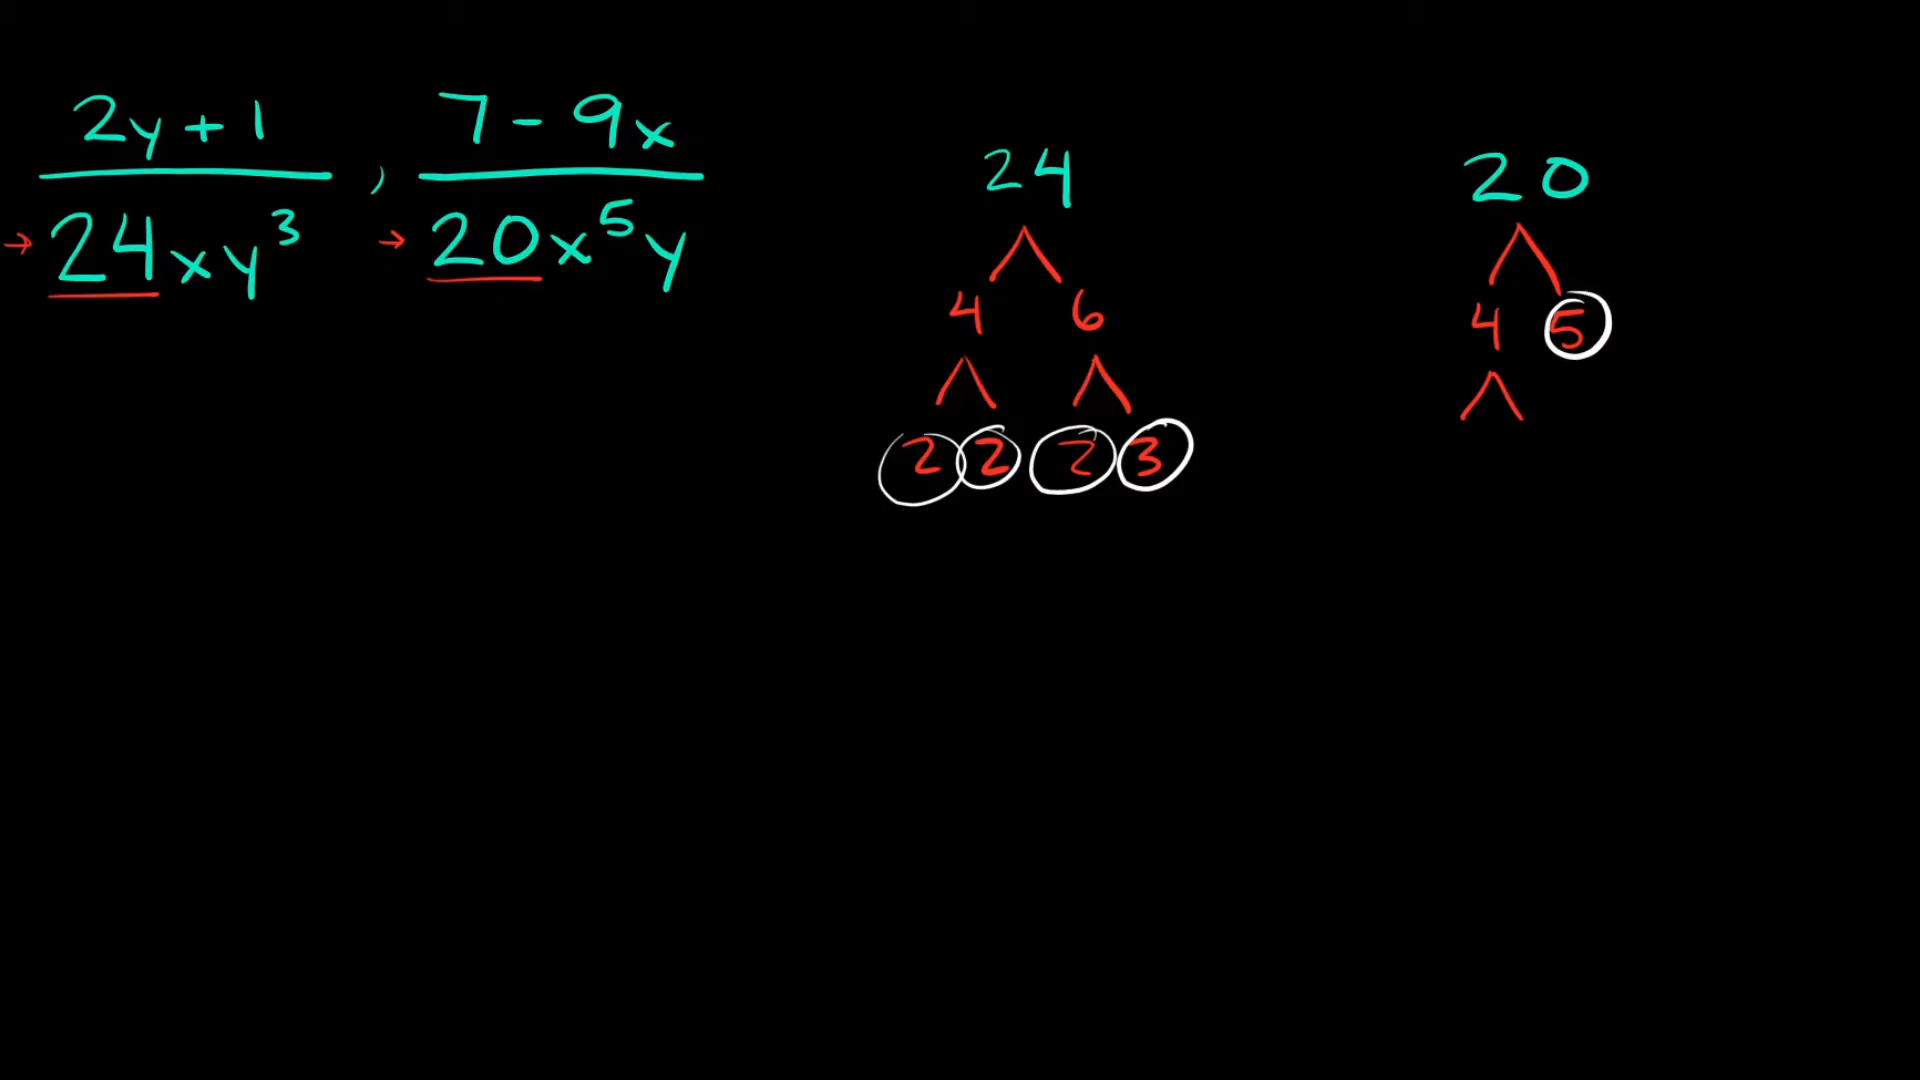 2y + 1 , 7 - 9x
→ 24xy³ → 20x⁵y
24 20
4 6 4 5
2 2 2 3